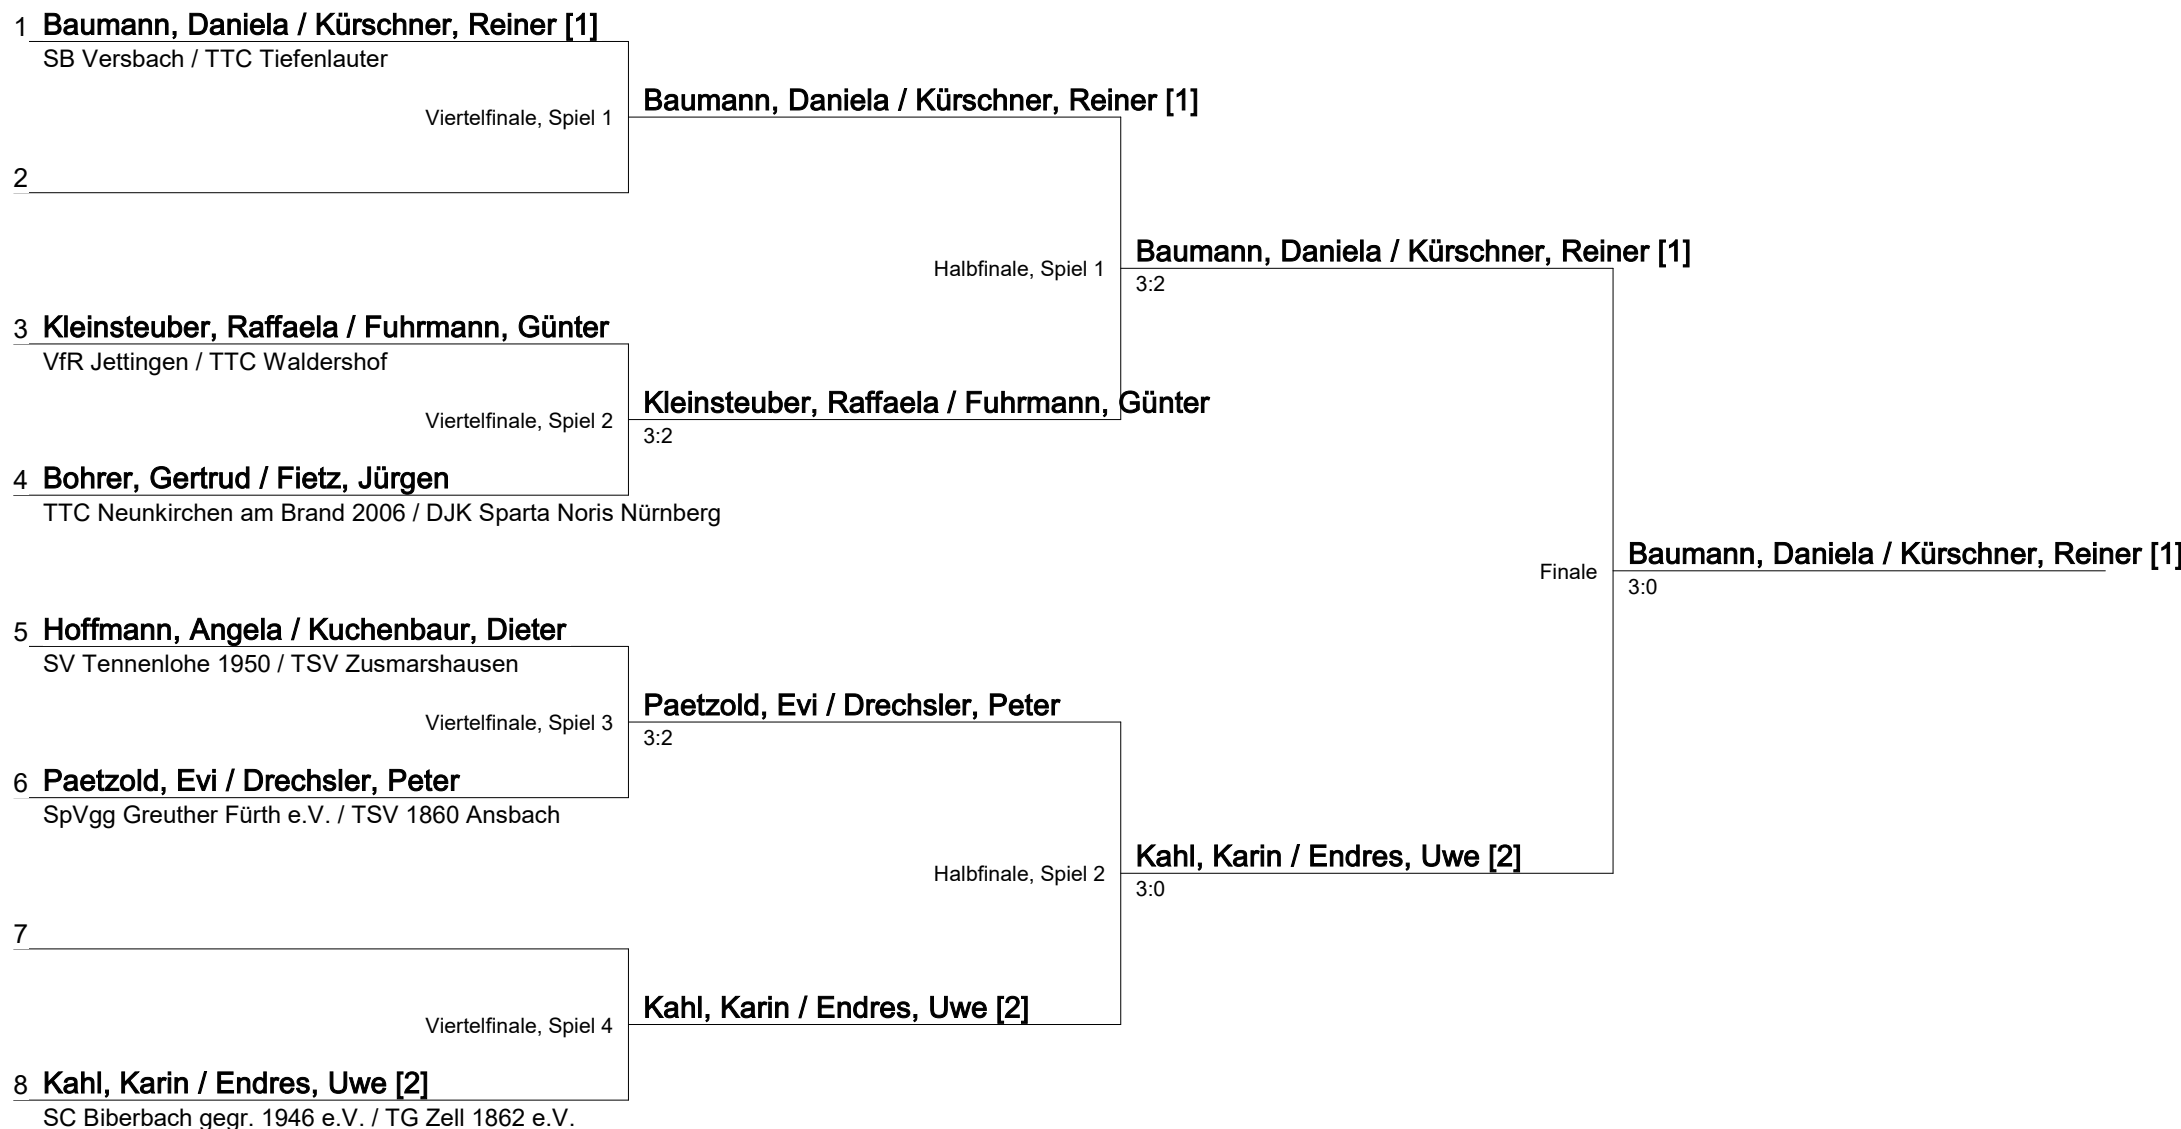 1 Baumann, Daniela / Kürschner, Reiner [1]
SB Versbach / TTC Tiefenlauter
Viertelfinale, Spiel 1
Baumann, Daniela / Kürschner, Reiner [1]
2
Halbfinale, Spiel 1
Baumann, Daniela / Kürschner, Reiner [1]
3:2
3 Kleinsteuber, Raffaela / Fuhrmann, Günter
VfR Jettingen / TTC Waldershof
Viertelfinale, Spiel 2
Kleinsteuber, Raffaela / Fuhrmann, Günter
3:2
4 Bohrer, Gertrud / Fietz, Jürgen
TTC Neunkirchen am Brand 2006 / DJK Sparta Noris Nürnberg
Finale
Baumann, Daniela / Kürschner, Reiner [1]
3:0
5 Hoffmann, Angela / Kuchenbaur, Dieter
SV Tennenlohe 1950 / TSV Zusmarshausen
Viertelfinale, Spiel 3
Paetzold, Evi / Drechsler, Peter
3:2
6 Paetzold, Evi / Drechsler, Peter
SpVgg Greuther Fürth e.V. / TSV 1860 Ansbach
Halbfinale, Spiel 2
Kahl, Karin / Endres, Uwe [2]
3:0
7
Viertelfinale, Spiel 4
Kahl, Karin / Endres, Uwe [2]
8 Kahl, Karin / Endres, Uwe [2]
SC Biberbach gegr. 1946 e.V. / TG Zell 1862 e.V.